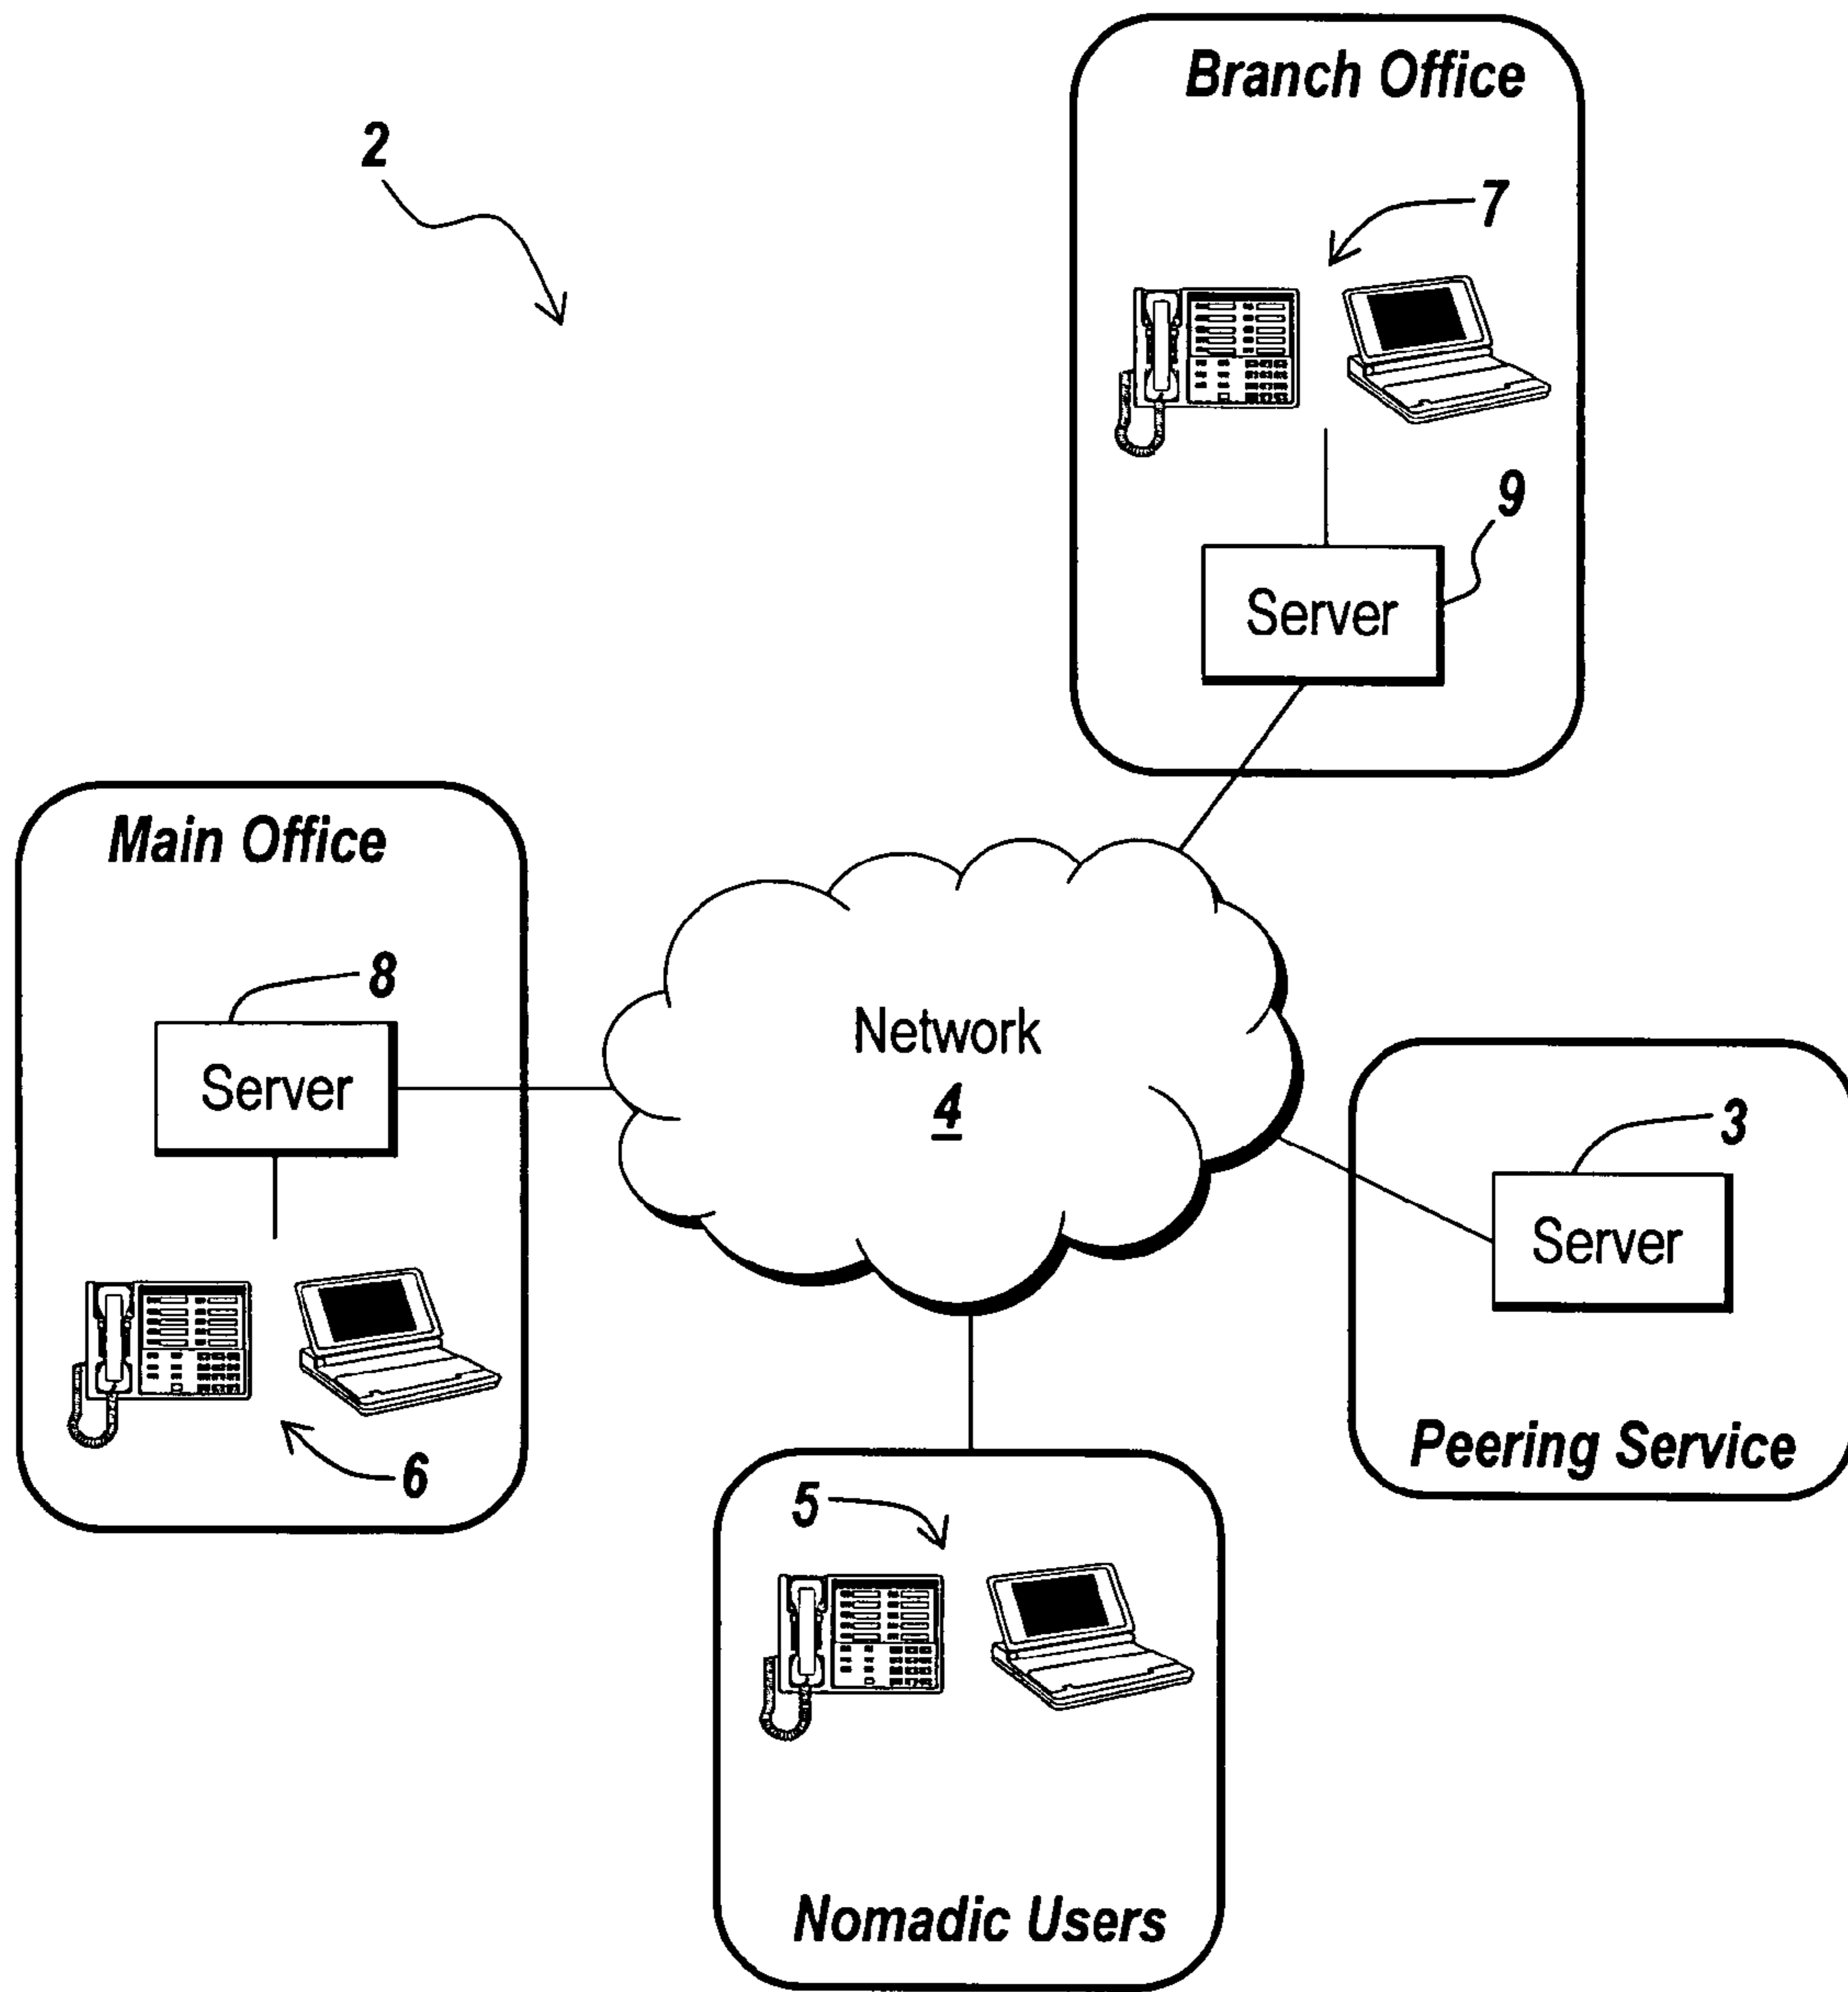 Branch Office
2
7
9
Server
Main Office
8
Server
Network
4
3
Server
6
Peering Service
5
Nomadic Users